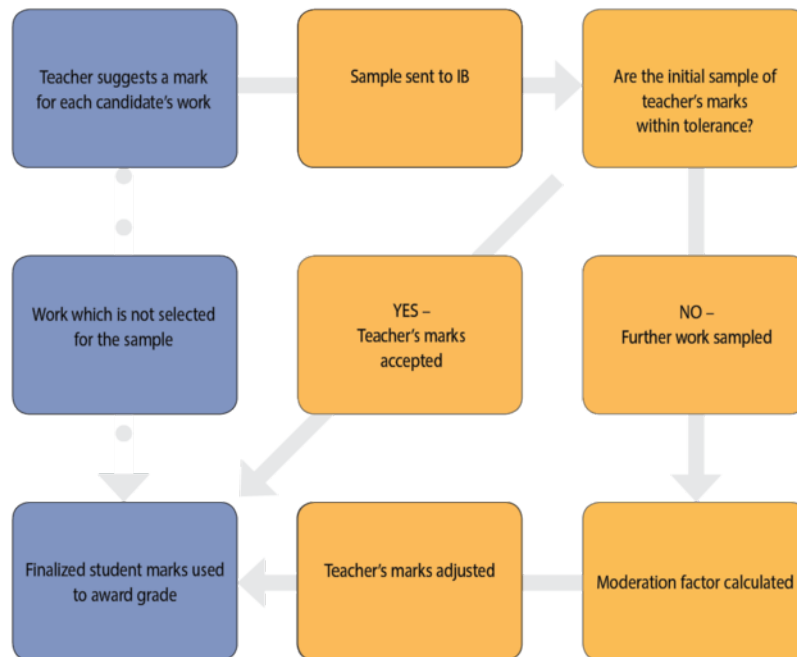 Teacher suggests a mark
for each candidate's work
Sample sent to IB
Are the initial sample of
teacher's marks
within tolerance?
Work which is not selected
for the sample
YES –
Teacher's marks
accepted
NO –
Further work sampled
Finalized student marks used
to award grade
Teacher's marks adjusted
Moderation factor calculated